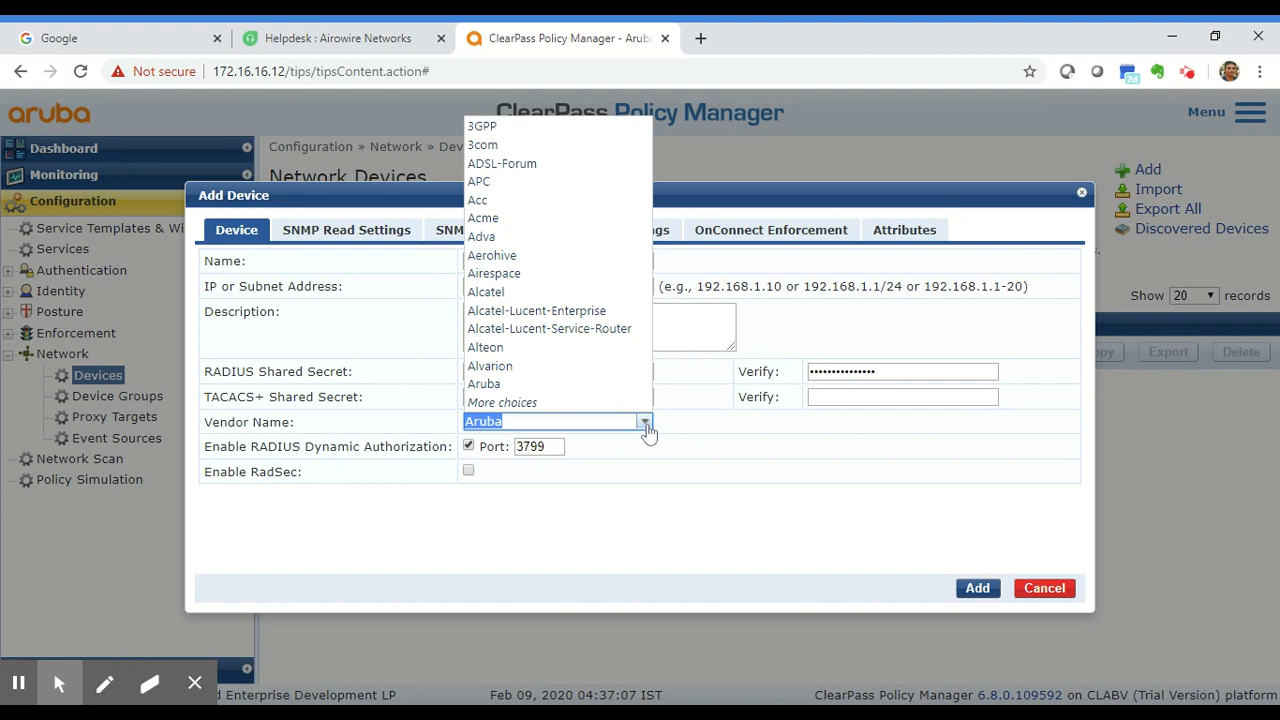 Google
Helpdesk : Airowire Networks
ClearPass Policy Manager - Aruba
Not secure
172.16.16.12/tips/tipsContent.action#
aruba
ClearPass Policy Manager
Menu
Dashboard
Monitoring
Configuration
Service Templates & Wi
Services
Authentication
Identity
Posture
Enforcement
Network
Devices
Device Groups
Proxy Targets
Event Sources
Network Scan
Policy Simulation
Configuration » Network » Dev
Network Devices
Add
Import
Export All
Discovered Devices
Show 20 records
Export
Delete
Add Device
Device
SNMP Read Settings
OnConnect Enforcement
Attributes
Name:
IP or Subnet Address:
(e.g., 192.168.1.10 or 192.168.1.1/24 or 192.168.1.1-20)
Description:
RADIUS Shared Secret:
Verify:
TACACS+ Shared Secret:
Verify:
Vendor Name:
Aruba
Enable RADIUS Dynamic Authorization:
Port: 3799
Enable RadSec:
3GPP
3com
ADSL-Forum
APC
Acc
Acme
Adva
Aerohive
Airespace
Alcatel
Alcatel-Lucent-Enterprise
Alcatel-Lucent-Service-Router
Alteon
Alvarion
Aruba
More choices
Add
Cancel
d Enterprise Development LP
Feb 09, 2020 04:37:07 IST
ClearPass Policy Manager 6.8.0.109592 on CLABV (Trial Version) platform